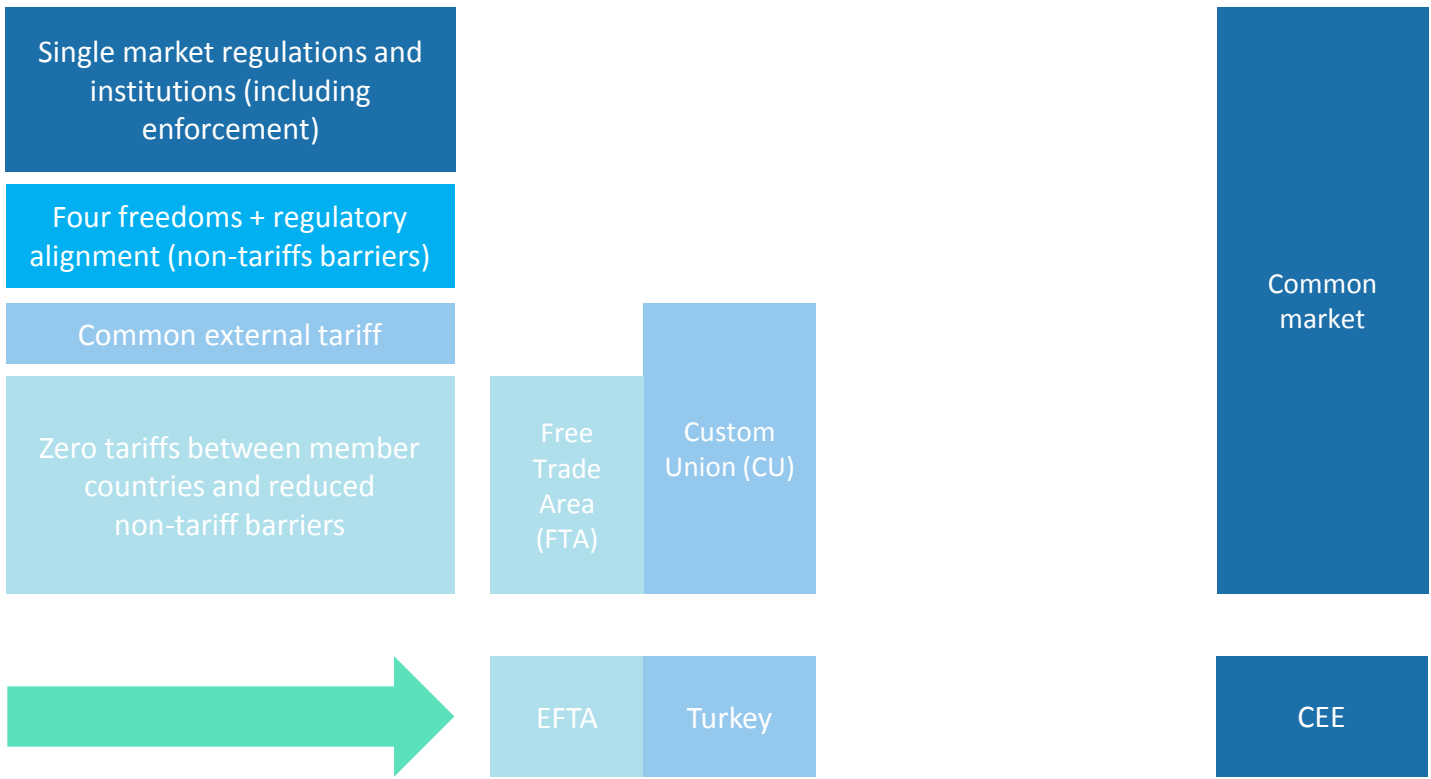 Single market regulations and
institutions (including
enforcement)
Four freedoms + regulatory
alignment (non-tariffs barriers)
Common external tariff
Zero tariffs between member
countries and reduced
non-tariff barriers
Free
Trade
Area
(FTA)
Custom
Union (CU)
Common
market
EFTA
Turkey
CEE